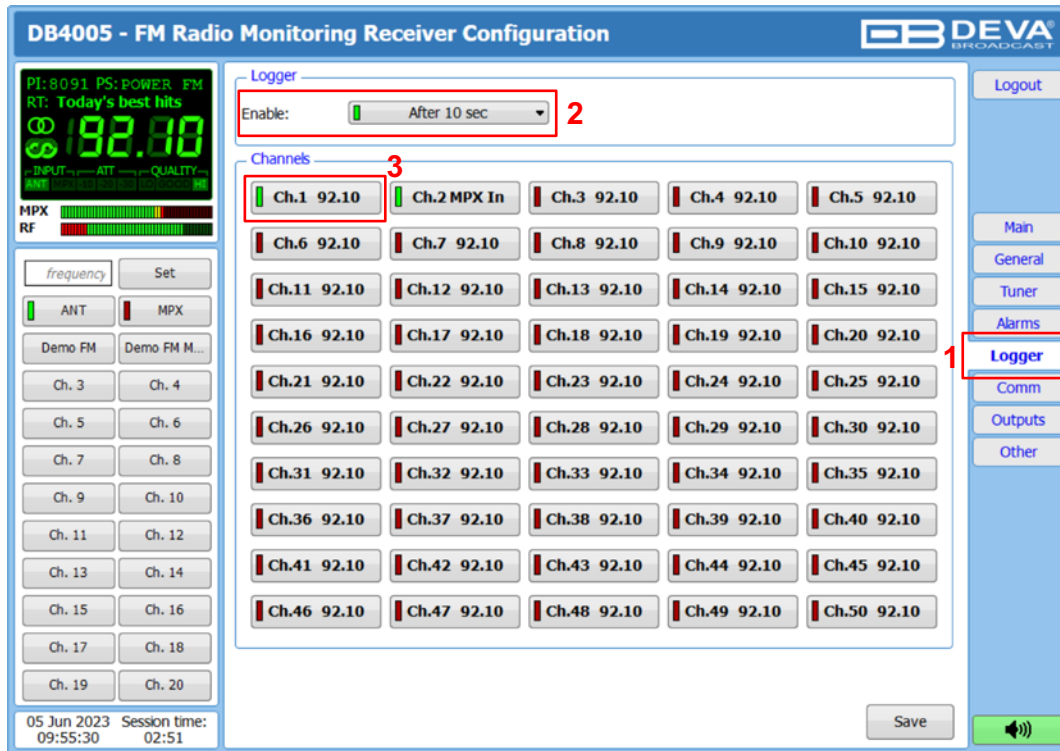 DB4005 - FM Radio Monitoring Receiver Configuration
DEVA
BROADCAST
PI:8091 PS:POWER FM
RT: Today's best hits
92.10
INPUT ATT QUALITY
ANT HI
MPX
RF
frequency Set
ANT MPX
Demo FM Demo FM M...
Ch. 3 Ch. 4
Ch. 5 Ch. 6
Ch. 7 Ch. 8
Ch. 9 Ch. 10
Ch. 11 Ch. 12
Ch. 13 Ch. 14
Ch. 15 Ch. 16
Ch. 17 Ch. 18
Ch. 19 Ch. 20
05 Jun 2023 Session time:
09:55:30 02:51
Logger
Enable: After 10 sec 2
Channels
3
Ch.1 92.10 Ch.2 MPX In Ch.3 92.10 Ch.4 92.10 Ch.5 92.10
Ch.6 92.10 Ch.7 92.10 Ch.8 92.10 Ch.9 92.10 Ch.10 92.10
Ch.11 92.10 Ch.12 92.10 Ch.13 92.10 Ch.14 92.10 Ch.15 92.10
Ch.16 92.10 Ch.17 92.10 Ch.18 92.10 Ch.19 92.10 Ch.20 92.10
Ch.21 92.10 Ch.22 92.10 Ch.23 92.10 Ch.24 92.10 Ch.25 92.10
Ch.26 92.10 Ch.27 92.10 Ch.28 92.10 Ch.29 92.10 Ch.30 92.10
Ch.31 92.10 Ch.32 92.10 Ch.33 92.10 Ch.34 92.10 Ch.35 92.10
Ch.36 92.10 Ch.37 92.10 Ch.38 92.10 Ch.39 92.10 Ch.40 92.10
Ch.41 92.10 Ch.42 92.10 Ch.43 92.10 Ch.44 92.10 Ch.45 92.10
Ch.46 92.10 Ch.47 92.10 Ch.48 92.10 Ch.49 92.10 Ch.50 92.10
Save
Logout
Main
General
Tuner
Alarms
1 Logger
Comm
Outputs
Other